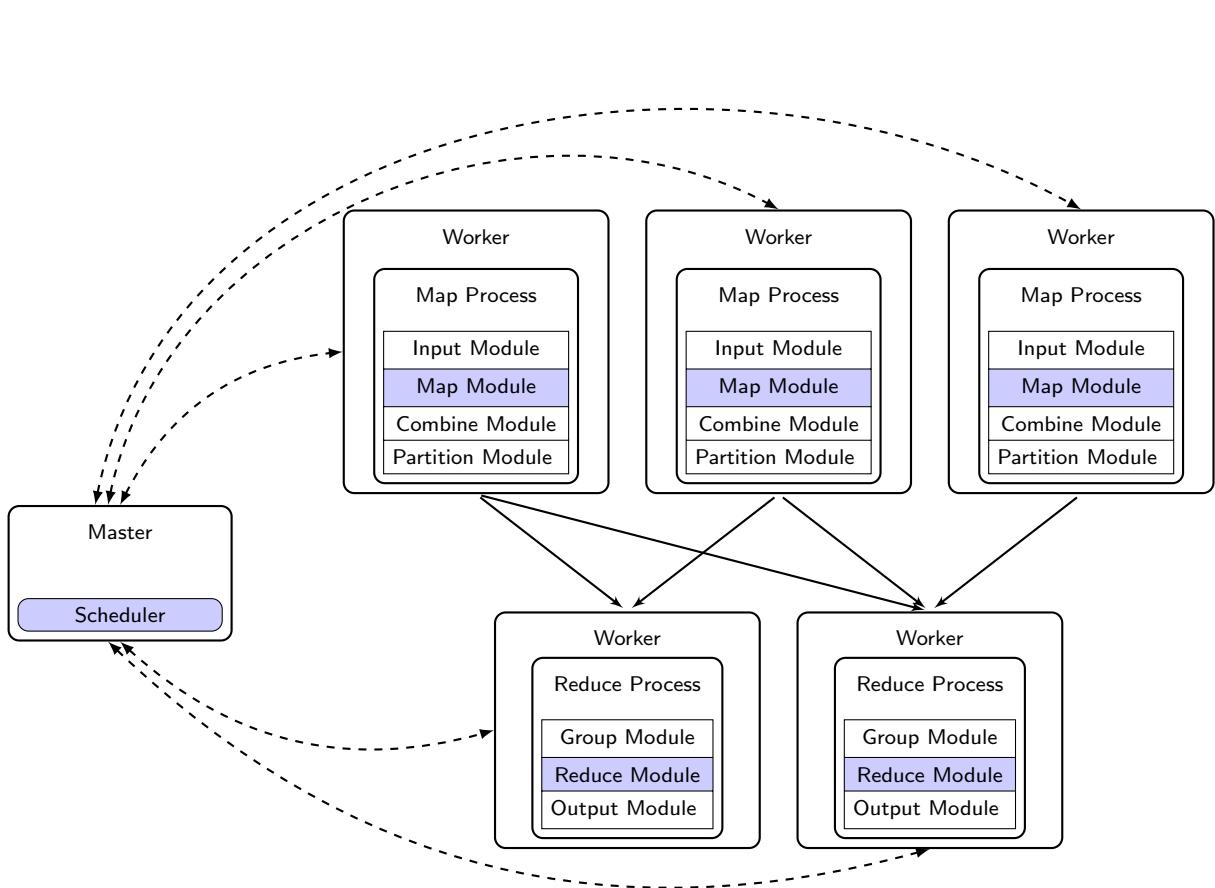 Worker
Map Process
Input Module
Map Module
Combine Module
Partition Module
Worker
Map Process
Input Module
Map Module
Combine Module
Partition Module
Worker
Map Process
Input Module
Map Module
Combine Module
Partition Module
Master
Scheduler
Worker
Reduce Process
Group Module
Reduce Module
Output Module
Worker
Reduce Process
Group Module
Reduce Module
Output Module